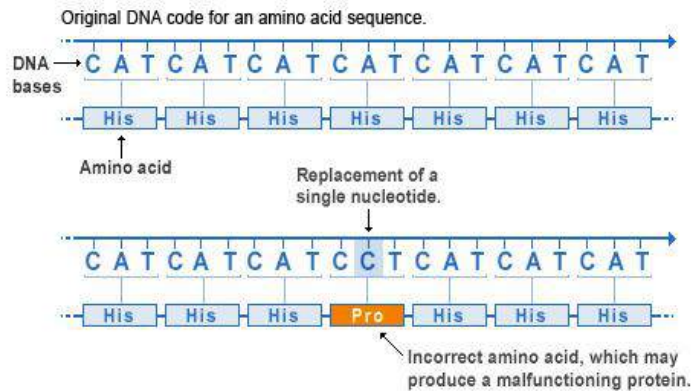 Original DNA code for an amino acid sequence.
DNA bases
C A T C A T C A T C A T C A T C A T C A T
His His His His His His His
Amino acid
Replacement of a
single nucleotide.
C A T C A T C A T C C T C A T C A T C A T
His His His Pro His His His
Incorrect amino acid, which may
produce a malfunctioning protein.